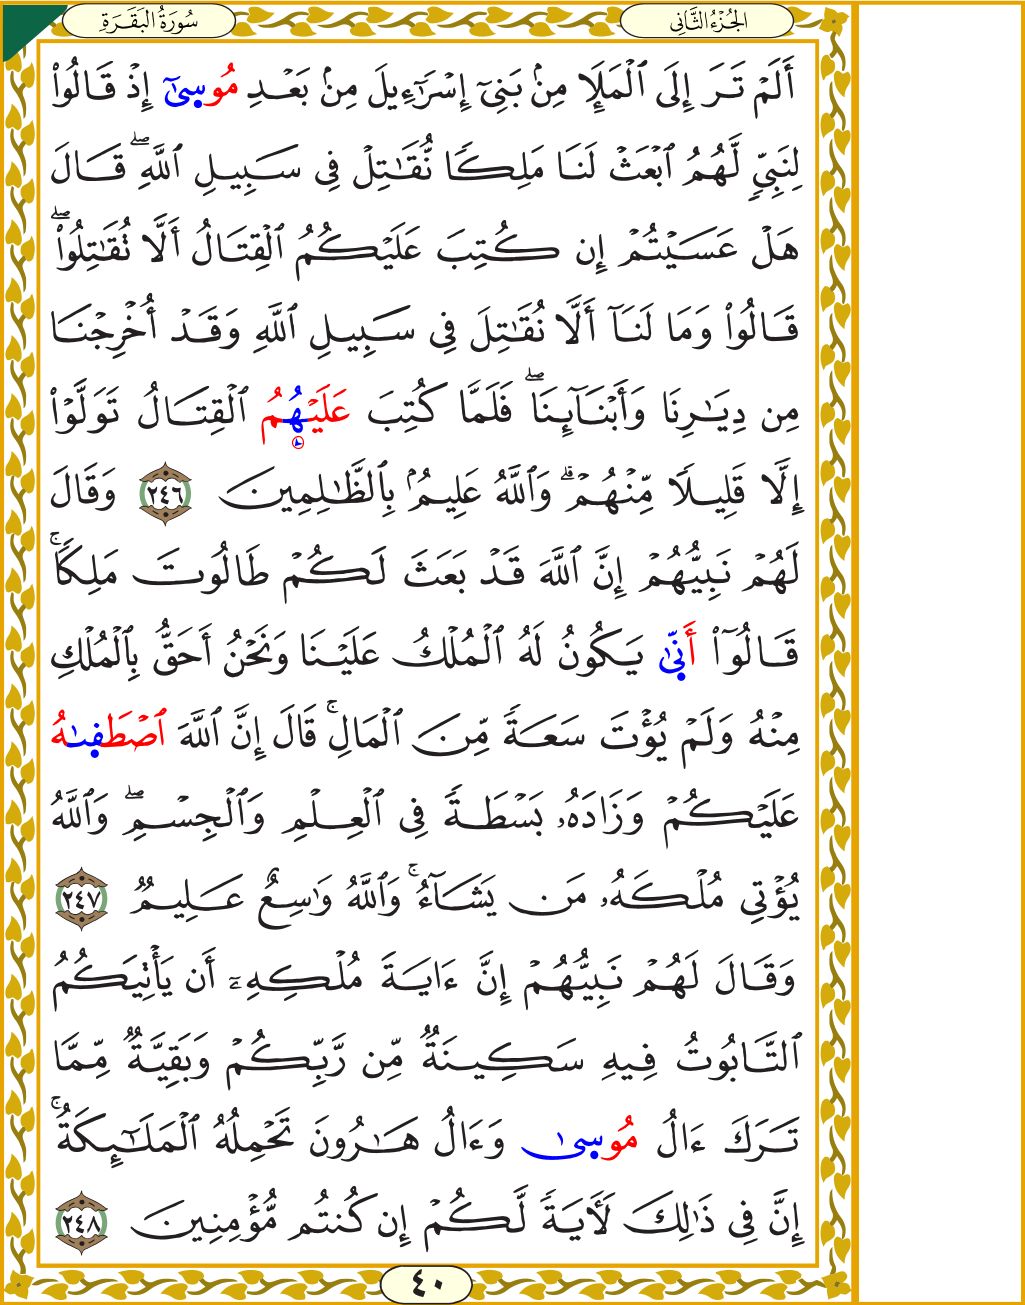 سُورَةُ البَقَرَةِ
الجُزْءُ الثَّانِي
أَلَمْ تَرَ إِلَى ٱلْمَلَإِ مِنۢ بَنِىٓ إِسْرَٰٓءِيلَ مِنۢ بَعْدِ مُوسىٰٓ إِذْ قَالُوا۟
لِنَبِىٍّ لَّهُمُ ٱبْعَثْ لَنَا مَلِكًا نُّقَٰتِلْ فِى سَبِيلِ ٱللَّهِۖ قَالَ
هَلْ عَسَيْتُمْ إِن كُتِبَ عَلَيْكُمُ ٱلْقِتَالُ أَلَّا تُقَٰتِلُوا۟ۖ
قَالُوا۟ وَمَا لَنَآ أَلَّا نُقَٰتِلَ فِى سَبِيلِ ٱللَّهِ وَقَدْ أُخْرِجْنَا
مِن دِيَٰرِنَا وَأَبْنَآئِنَاۖ فَلَمَّا كُتِبَ عَلَيْهُمُ ٱلْقِتَالُ تَوَلَّوْا۟
إِلَّا قَلِيلًا مِّنْهُمْۗ وَٱللَّهُ عَلِيمُۢ بِٱلظَّٰلِمِينَ ٢٤٦ وَقَالَ
لَهُمْ نَبِيُّهُمْ إِنَّ ٱللَّهَ قَدْ بَعَثَ لَكُمْ طَالُوتَ مَلِكًاۚ
قَالُوٓا۟ أَنّىٰ يَكُونُ لَهُ ٱلْمُلْكُ عَلَيْنَا وَنَحْنُ أَحَقُّ بِٱلْمُلْكِ
مِنْهُ وَلَمْ يُؤْتَ سَعَةً مِّنَ ٱلْمَالِۚ قَالَ إِنَّ ٱللَّهَ ٱصْطَفىٰهُ
عَلَيْكُمْ وَزَادَهُۥ بَسْطَةً فِى ٱلْعِلْمِ وَٱلْجِسْمِۖ وَٱللَّهُ
يُؤْتِى مُلْكَهُۥ مَن يَشَآءُۚ وَٱللَّهُ وَٰسِعٌ عَلِيمٌ ٢٤٧
وَقَالَ لَهُمْ نَبِيُّهُمْ إِنَّ ءَايَةَ مُلْكِهِۦٓ أَن يَأْتِيَكُمُ
ٱلتَّابُوتُ فِيهِ سَكِينَةٌ مِّن رَّبِّكُمْ وَبَقِيَّةٌ مِّمَّا
تَرَكَ ءَالُ مُوسىٰ وَءَالُ هَٰرُونَ تَحْمِلُهُ ٱلْمَلَٰٓئِكَةُۚ
إِنَّ فِى ذَٰلِكَ لَءَايَةً لَّكُمْ إِن كُنتُم مُّؤْمِنِينَ ٢٤٨
٤٠